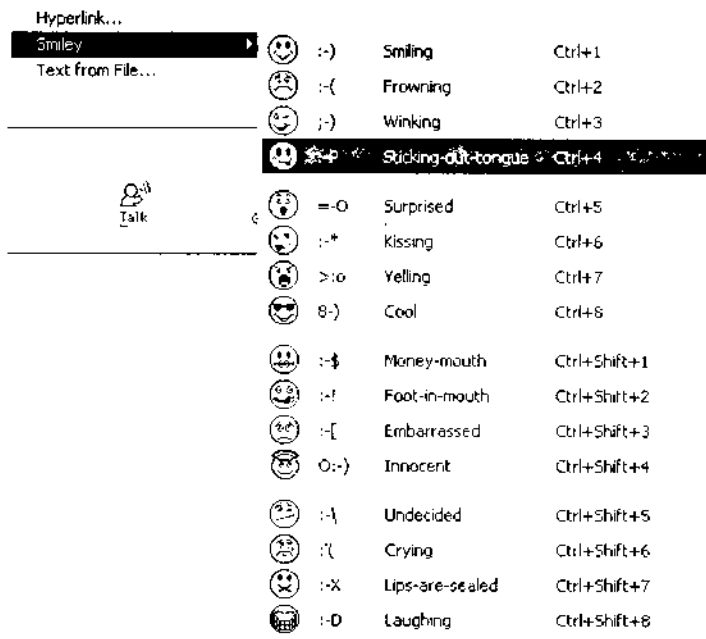 Hyperlink...
Smiley
Text from File...
Talk
:-) Smiling Ctrl+1
:-( Frowning Ctrl+2
;-) Winking Ctrl+3
Sticking-out-tongue Ctrl+4
=-O Surprised Ctrl+5
:-* Kissing Ctrl+6
>:o Yelling Ctrl+7
8-) Cool Ctrl+8
:-$ Money-mouth Ctrl+Shift+1
:-! Foot-in-mouth Ctrl+Shift+2
:-[ Embarrassed Ctrl+Shift+3
O:-) Innocent Ctrl+Shift+4
:-\ Undecided Ctrl+Shift+5
:'( Crying Ctrl+Shift+6
:-X Lips-are-sealed Ctrl+Shift+7
:-D Laughing Ctrl+Shift+8